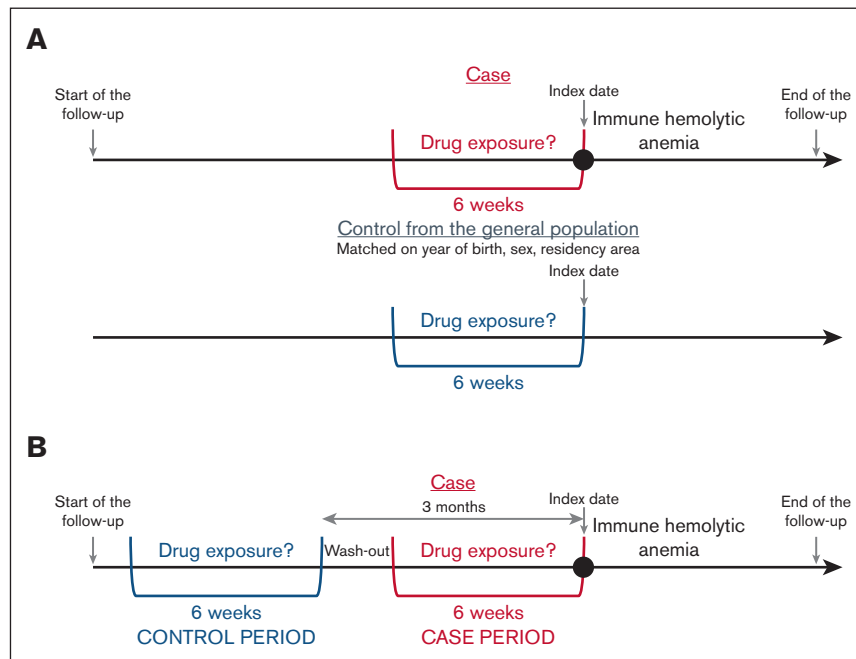 A
Case
Start of the
follow-up
Index date
End of the
follow-up
Immune hemolytic
anemia
Drug exposure?
6 weeks
Control from the general population
Matched on year of birth, sex, residency area
Index date
Drug exposure?
6 weeks
B
Case
Start of the
follow-up
3 months
Index date
End of the
follow-up
Immune hemolytic
anemia
Drug exposure?
Wash-out
Drug exposure?
6 weeks
CONTROL PERIOD
6 weeks
CASE PERIOD